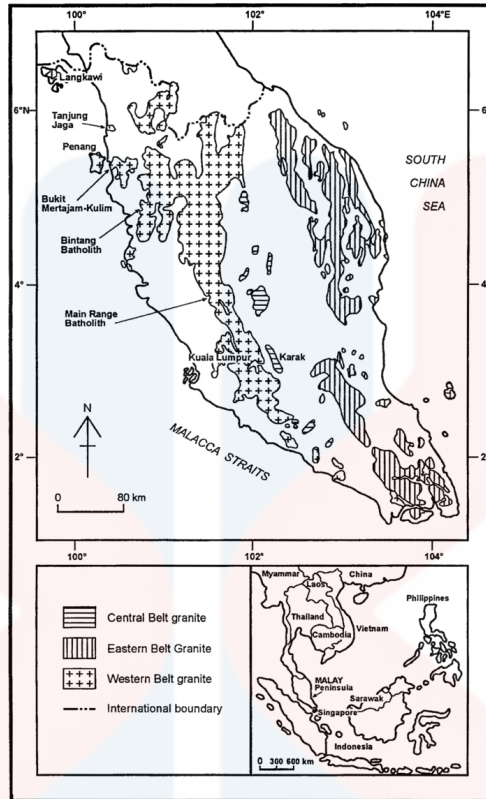 100°
102°
104°E
Langkawi
6°N
6°
Tanjung
Jaga
Penang
SOUTH
CHINA
SEA
Bukit
Mertajam-Kulim
Bintang
Batholith
4°
4°
Main Range
Batholith
Kuala Lumpur
Karak
N
MALACCA STRAITS
2°
2°
0
80 km
100°
102°
104°
Central Belt granite
Eastern Belt Granite
Western Belt granite
International boundary
Myammar
China
Laos
Philippines
Thailand
Vietnam
Cambodia
MALAY
Peninsula
Sarawak
Singapore
Indonesia
0 300 600 km